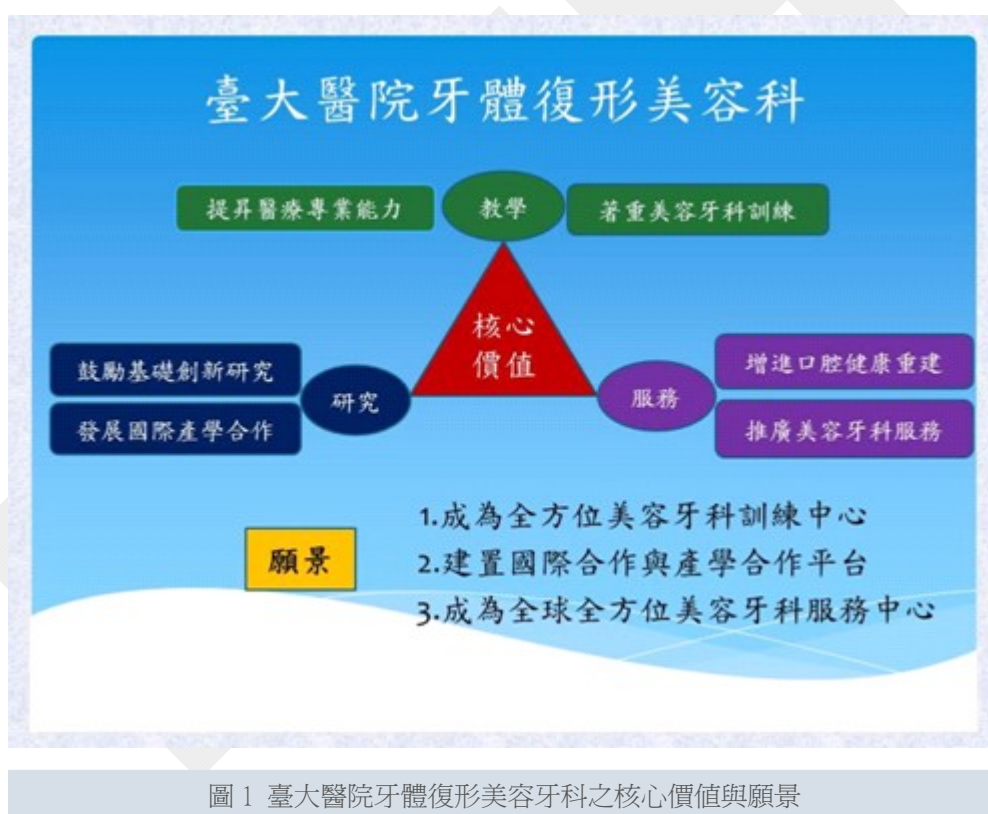 臺大醫院牙體復形美容科
提昇醫療專業能力
教學
著重美容牙科訓練
核心
價值
鼓勵基礎創新研究
發展國際產學合作
研究
服務
增進口腔健康重建
推廣美容牙科服務
願景
1.成為全方位美容牙科訓練中心
2.建置國際合作與產學合作平台
3.成為全球全方位美容牙科服務中心
圖 1 臺大醫院牙體復形美容牙科之核心價值與願景